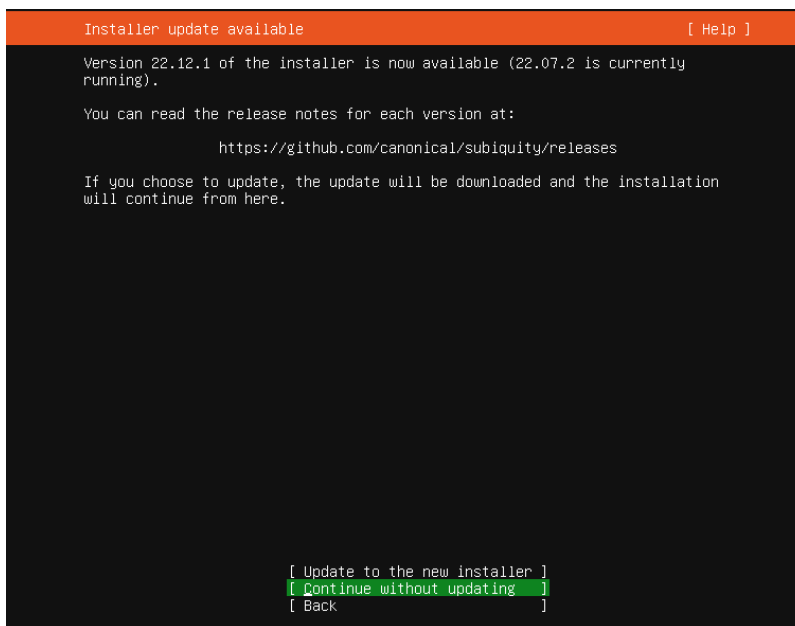 Installer update available [ Help ]
Version 22.12.1 of the installer is now available (22.07.2 is currently
running).
You can read the release notes for each version at:
https://github.com/canonical/subiquity/releases
If you choose to update, the update will be downloaded and the installation
will continue from here.
[ Update to the new installer ]
[ Continue without updating ]
[ Back ]